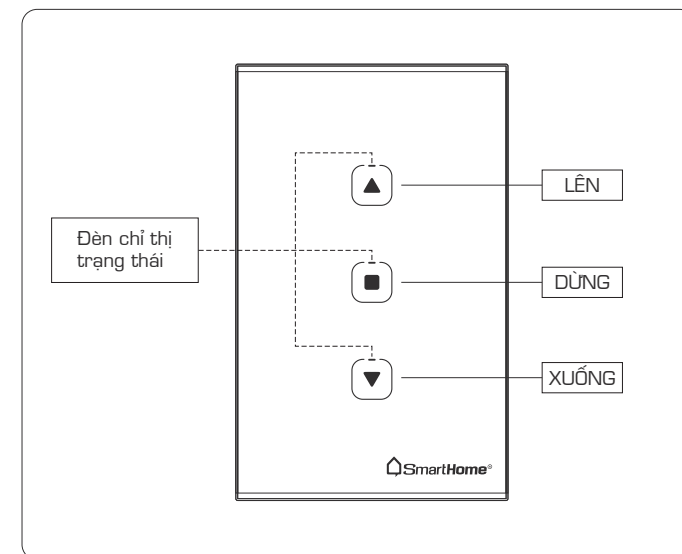 LÊN
Đèn chỉ thị
trạng thái
DỪNG
XUỐNG
SmartHome®